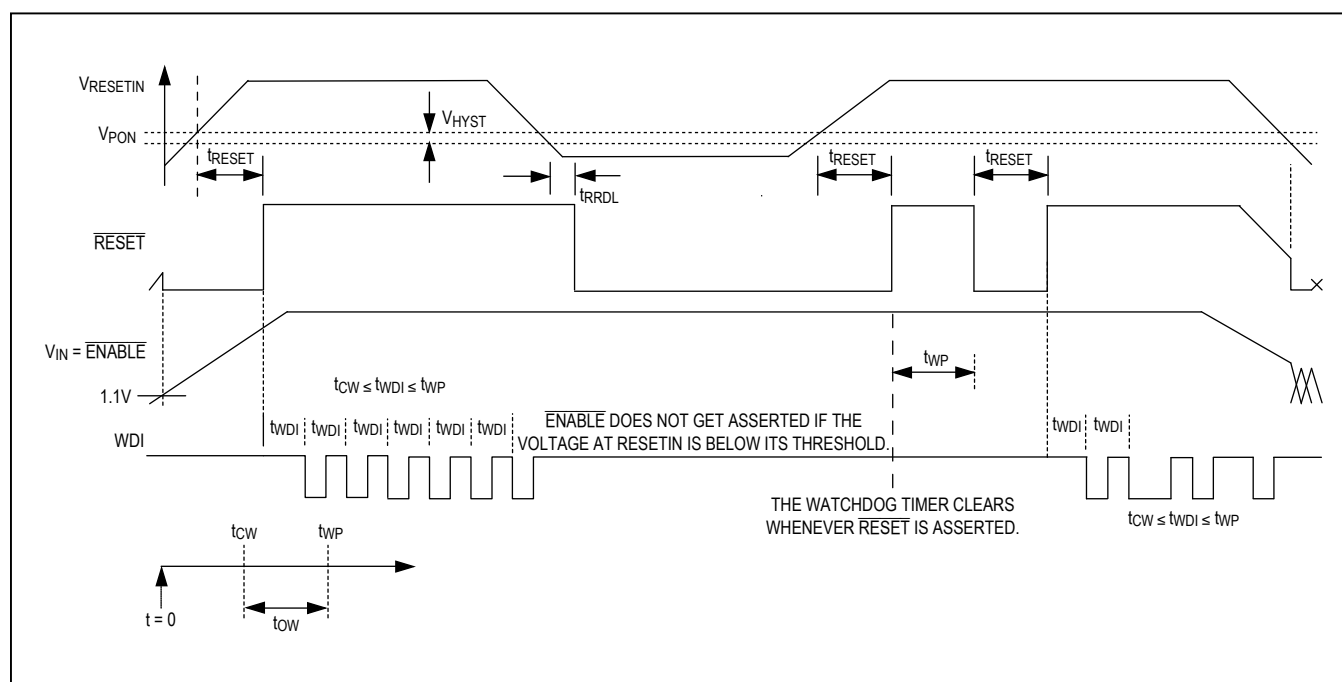 VRESETIN
VPON
VHYST
tRESET
tRRDL
tRESET
tRESET
RESET
VIN = ENABLE
1.1V
tCW ≤ tWDI ≤ tWP
tWP
WDI
tWDI tWDI tWDI tWDI tWDI tWDI
ENABLE DOES NOT GET ASSERTED IF THE
VOLTAGE AT RESETIN IS BELOW ITS THRESHOLD.
tWDI tWDI
THE WATCHDOG TIMER CLEARS
WHENEVER RESET IS ASSERTED.
tCW ≤ tWDI ≤ tWP
tCW
tWP
t = 0
tOW